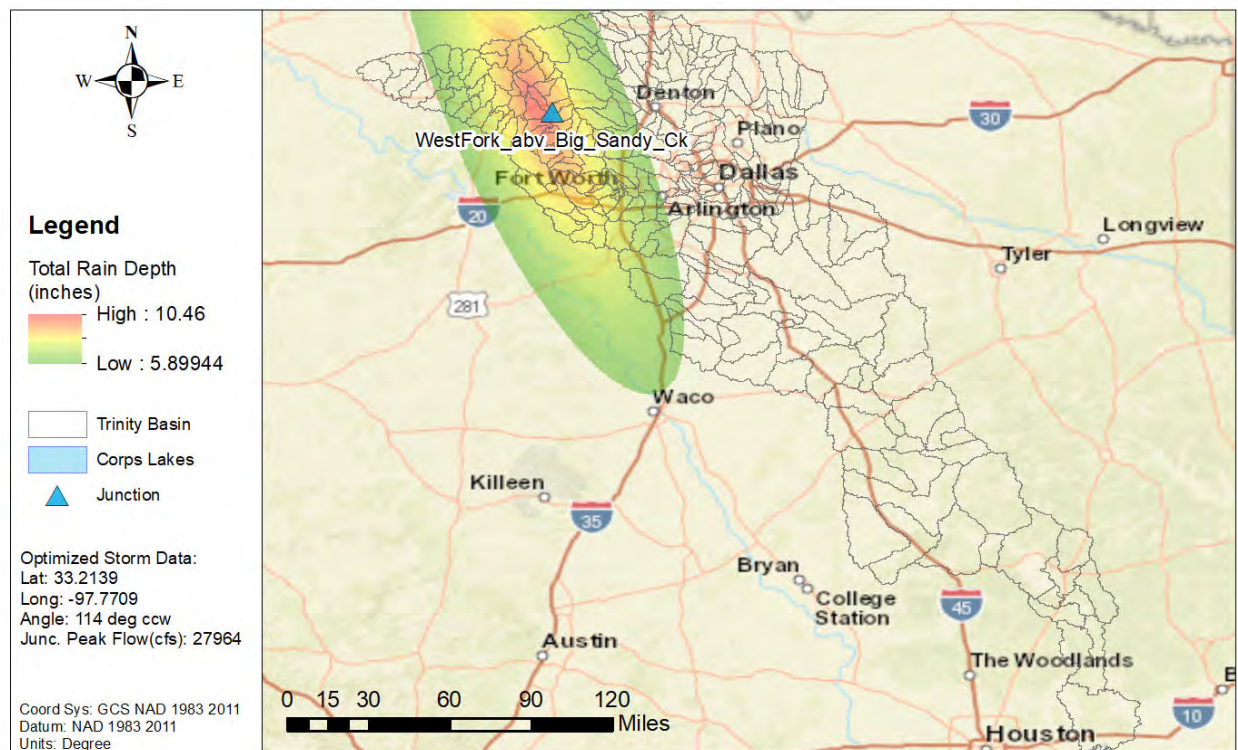 N
W
E
S
Legend
Total Rain Depth
(inches)
High : 10.46
Low : 5.89944
Trinity Basin
Corps Lakes
Junction
Optimized Storm Data:
Lat: 33.2139
Long: -97.7709
Angle: 114 deg ccw
Junc. Peak Flow(cfs): 27964
Coord Sys: GCS NAD 1983 2011
Datum: NAD 1983 2011
Units: Degree
Denton
30
Plano
WestFork_abv_Big_Sandy_Ck
Dallas
Fort Worth
20
Arlington
Longview
Tyler
281
Waco
Killeen
35
Bryan
College
Station
45
Austin
The Woodlands
B
10
Houston
0 15 30 60 90 120
Miles